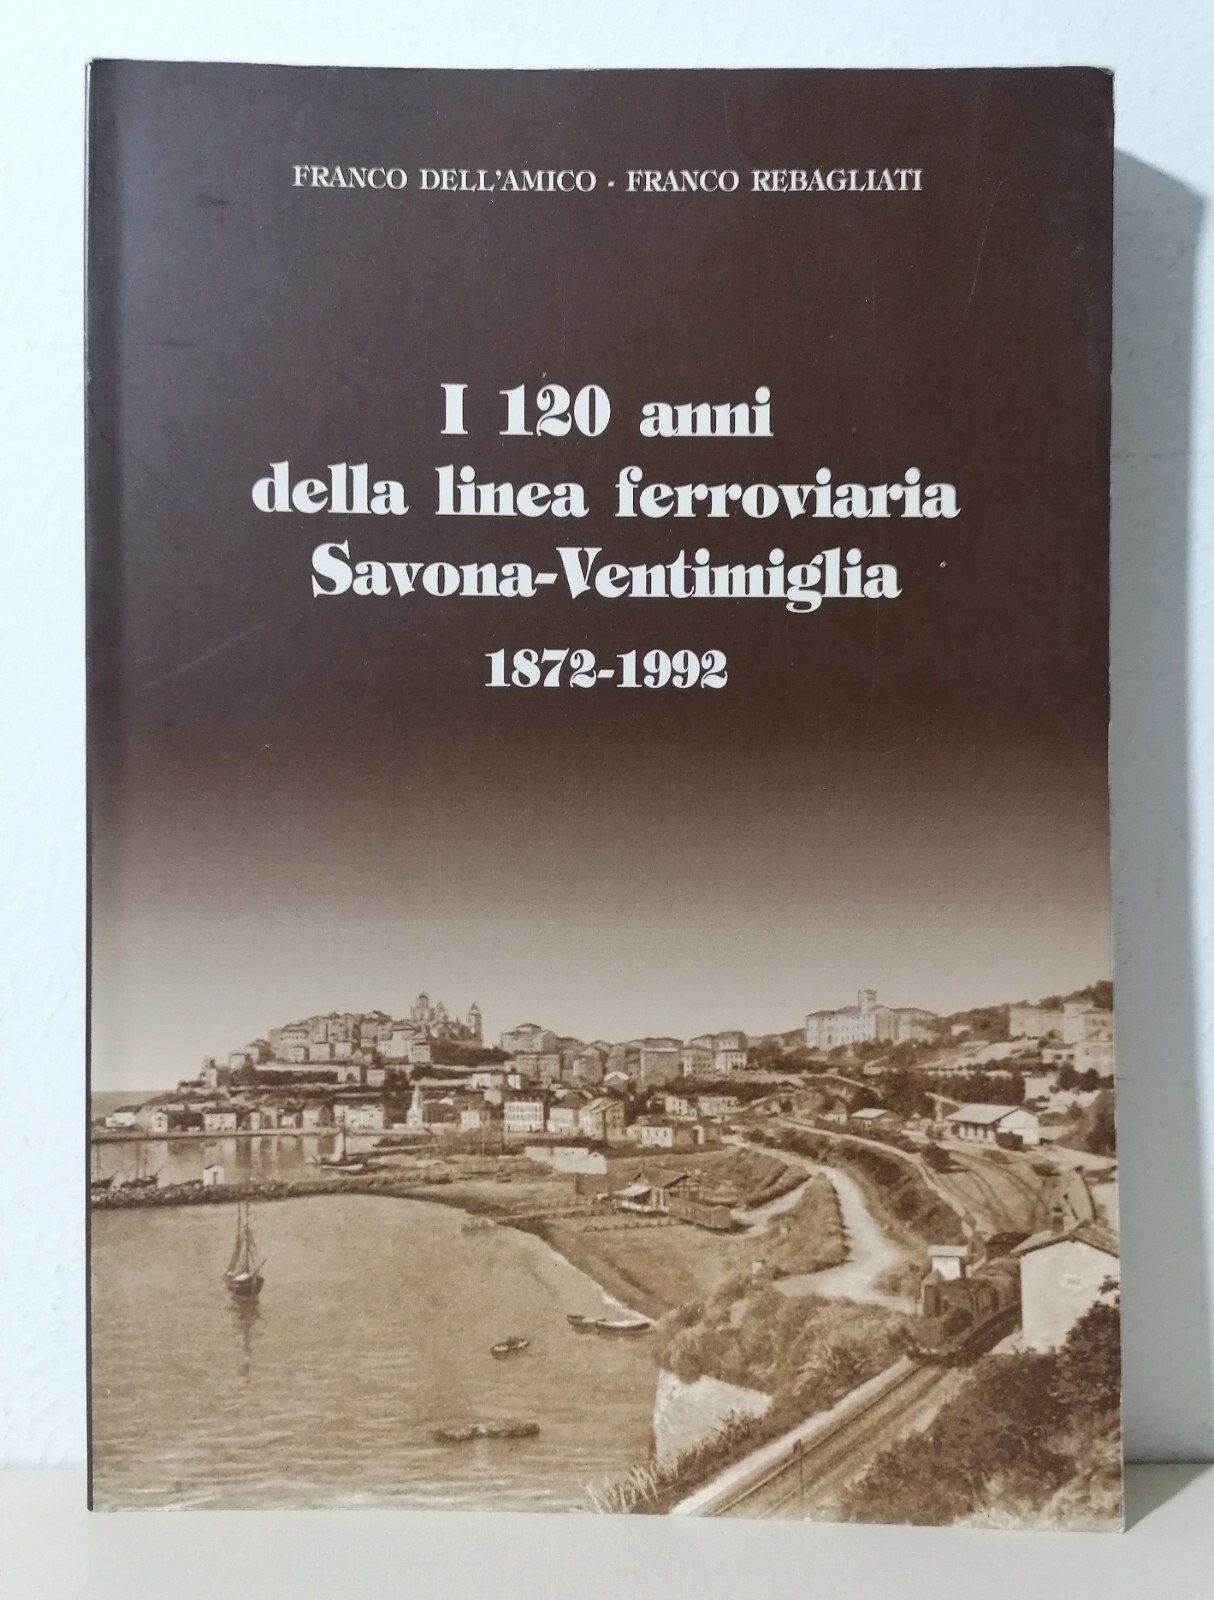 FRANCO DELL'AMICO - FRANCO REBAGLIATI
I 120 anni
della linea ferroviaria
Savona-Ventimiglia
1872-1992